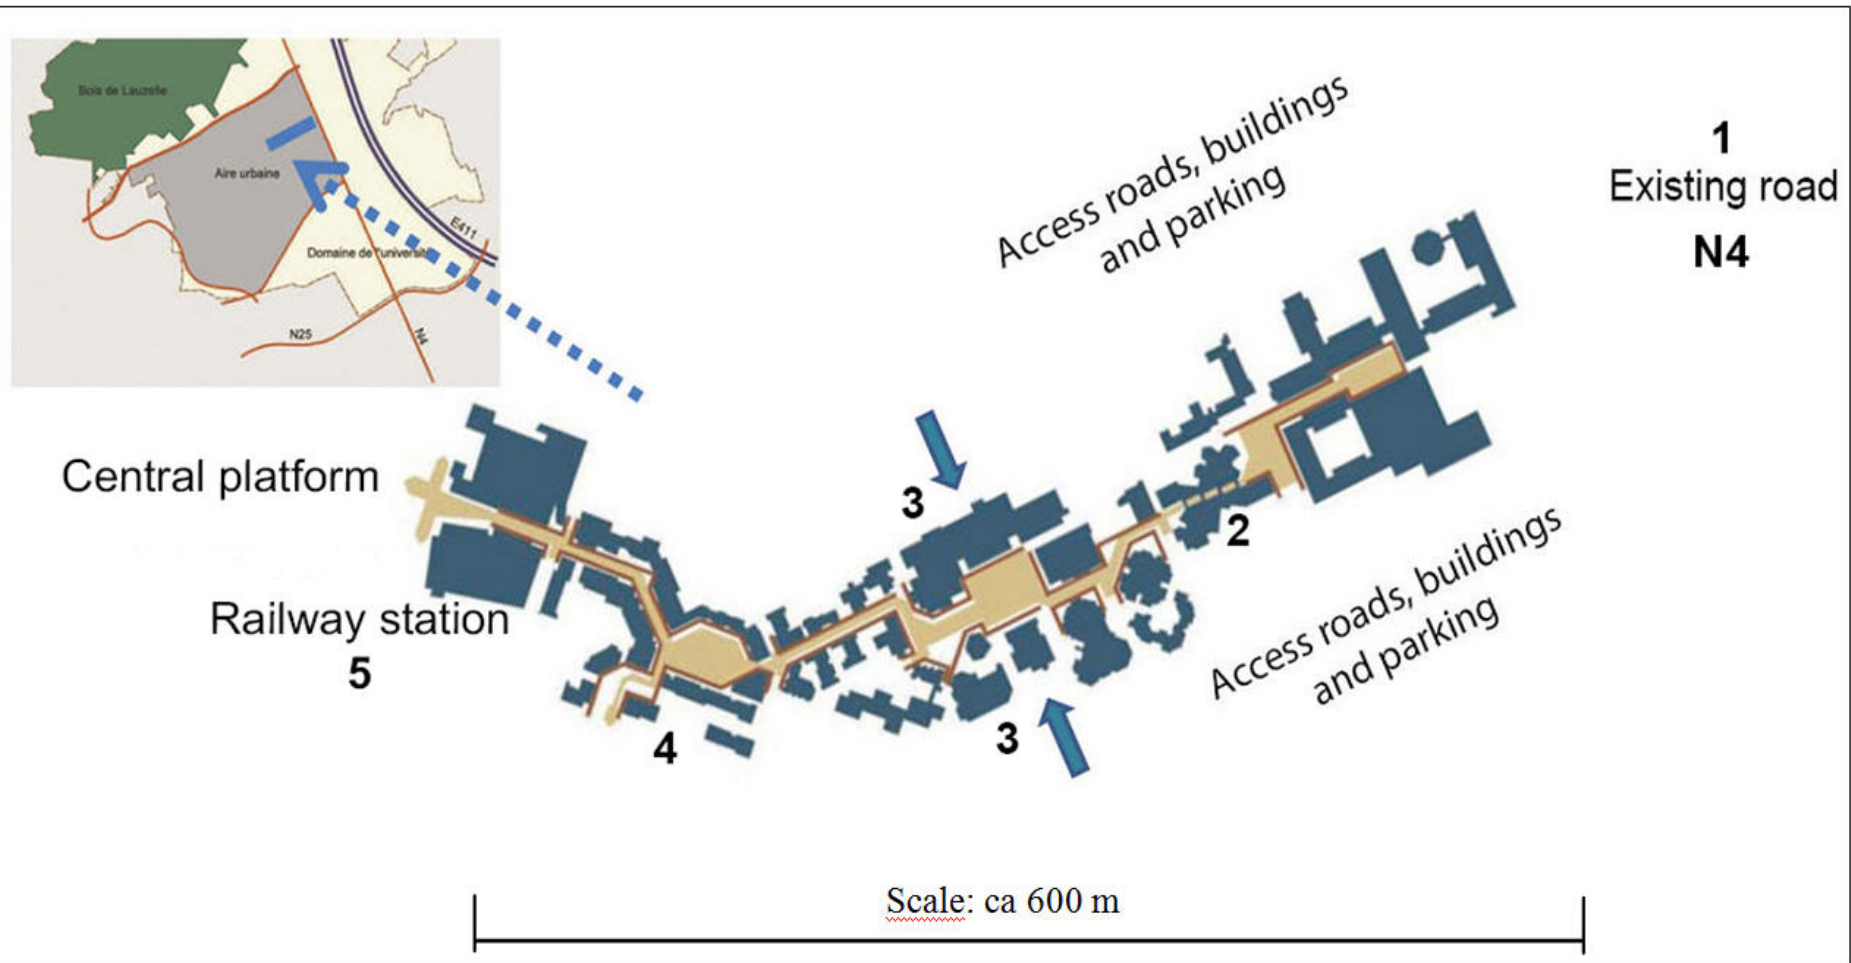 Bois de Lauzelle
Aire urbaine
E411
Domaine de l'université
N25
N4
Access roads, buildings
and parking
1
Existing road
N4
Central platform
3
2
Railway station
5
Access roads, buildings
and parking
4
3
Scale: ca 600 m